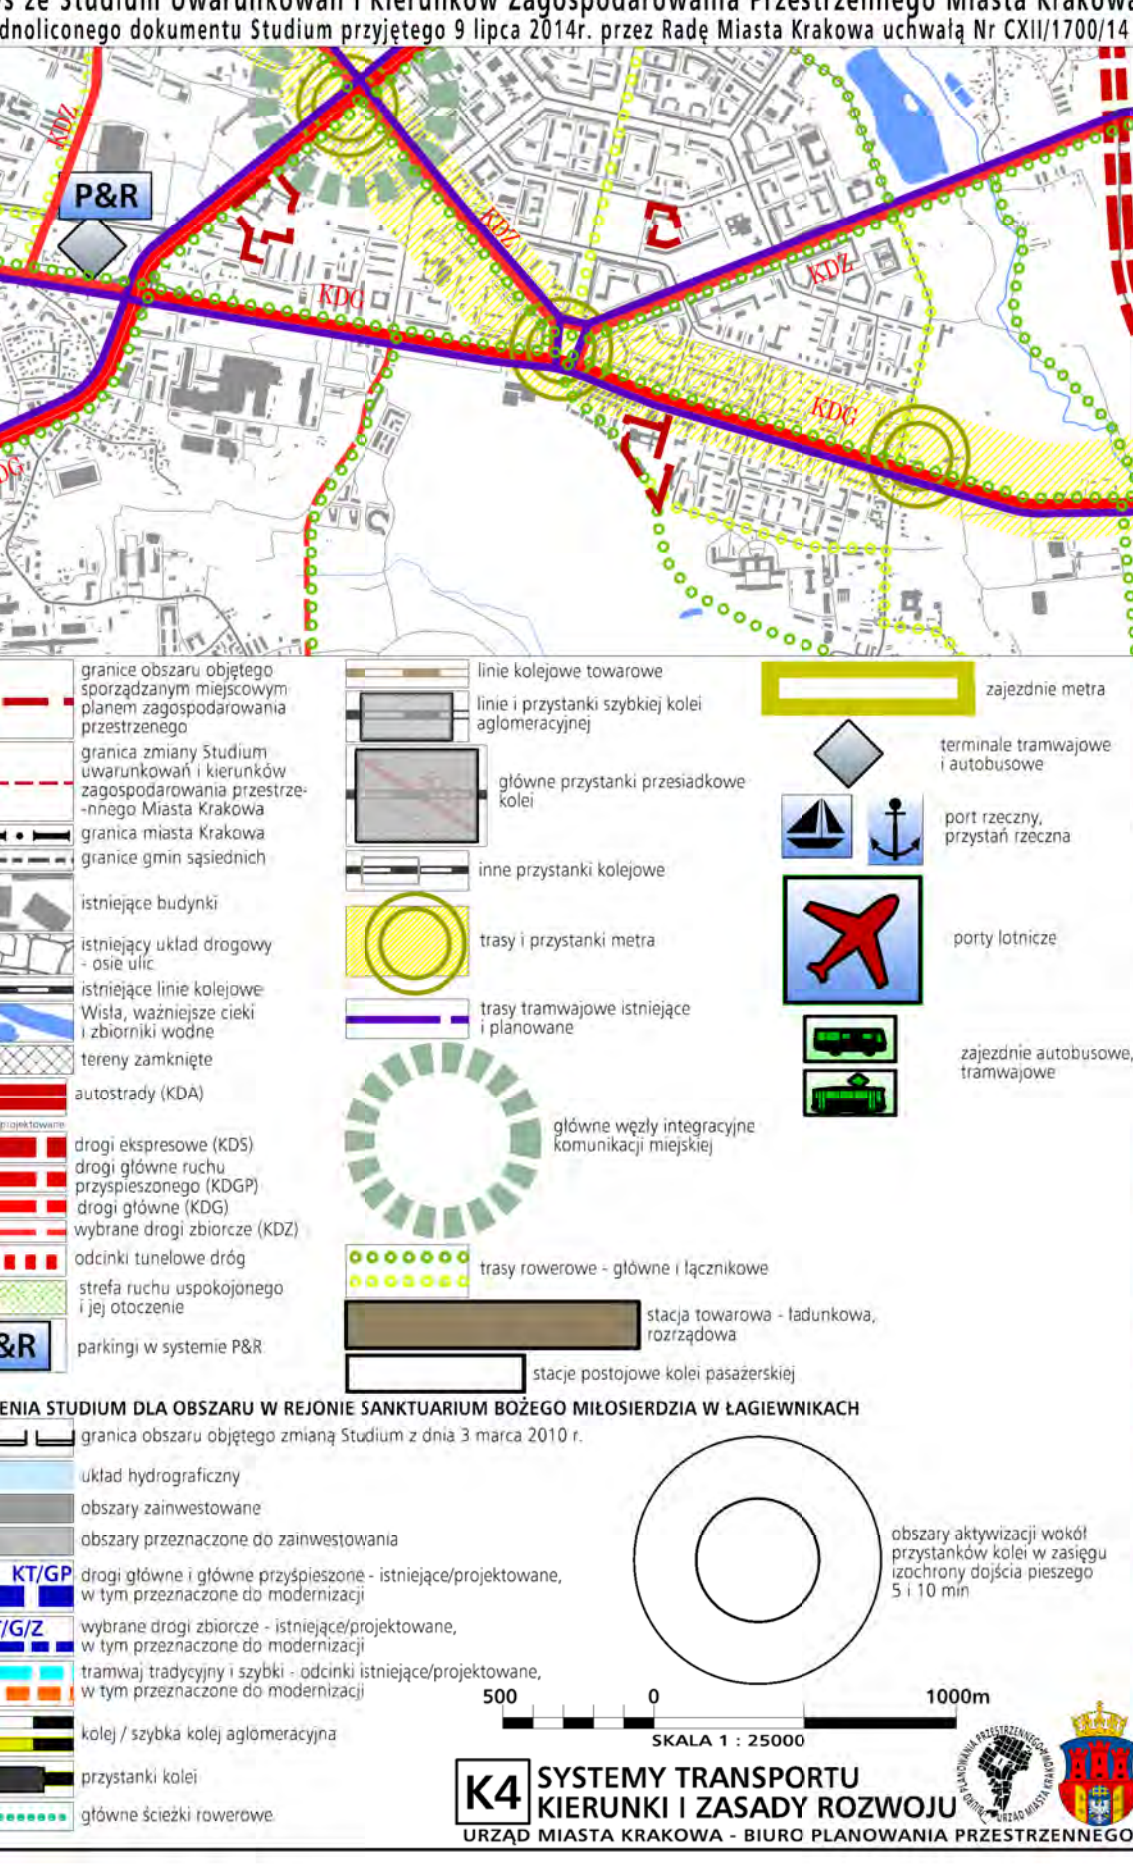 s ze Studium Uwarunkowań i Kierunków Zagospodarowania Przestrzennego Miasta Krakowa
dnoliconego dokumentu Studium przyjętego 9 lipca 2014r. przez Radę Miasta Krakowa uchwałą Nr CXII/1700/14
KDZ
P&R
KDZ
KDZ
KDG
KDG
DG
granice obszaru objętego
sporządzanym miejscowym
planem zagospodarowania
przestrzenego
granica zmiany Studium
uwarunkowań i kierunków
zagospodarowania przestrze-
-nnego Miasta Krakowa
granica miasta Krakowa
granice gmin sąsiednich
istniejące budynki
istniejący układ drogowy
- osie ulic
istniejące linie kolejowe
Wisła, ważniejsze cieki
i zbiorniki wodne
tereny zamknięte
autostrady (KDA)
projektowane
drogi ekspresowe (KDS)
drogi główne ruchu
przyspieszonego (KDGP)
drogi główne (KDG)
wybrane drogi zbiorcze (KDZ)
odcinki tunelowe dróg
strefa ruchu uspokojonego
i jej otoczenie
&R
parkingi w systemie P&R
linie kolejowe towarowe
linie i przystanki szybkiej kolei
aglomeracyjnej
główne przystanki przesiadkowe
kolei
inne przystanki kolejowe
trasy i przystanki metra
trasy tramwajowe istniejące
i planowane
główne węzły integracyjne
komunikacji miejskiej
trasy rowerowe - główne i łącznikowe
stacja towarowa - ładunkowa,
rozrządowa
stacje postojowe kolei pasażerskiej
zajezdnie metra
terminale tramwajowe
i autobusowe
port rzeczny,
przystań rzeczna
porty lotnicze
zajezdnie autobusowe,
tramwajowe
ENIA STUDIUM DLA OBSZARU W REJONIE SANKTUARIUM BOŻEGO MIŁOSIERDZIA W ŁAGIEWNIKACH
granica obszaru objętego zmianą Studium z dnia 3 marca 2010 r.
układ hydrograficzny
obszary zainwestowane
obszary przeznaczone do zainwestowania
KT/GP
drogi główne i główne przyśpieszone - istniejące/projektowane,
w tym przeznaczone do modernizacji
/G/Z
wybrane drogi zbiorcze - istniejące/projektowane,
w tym przeznaczone do modernizacji
tramwaj tradycyjny i szybki - odcinki istniejące/projektowane,
w tym przeznaczone do modernizacji
kolej / szybka kolej aglomeracyjna
przystanki kolei
główne ścieżki rowerowe
obszary aktywizacji wokół
przystanków kolei w zasięgu
izochrony dojścia pieszego
5 i 10 min
500 0 1000m
SKALA 1 : 25000
K4
SYSTEMY TRANSPORTU
KIERUNKI I ZASADY ROZWOJU
URZĄD MIASTA KRAKOWA - BIURO PLANOWANIA PRZESTRZENNEGO